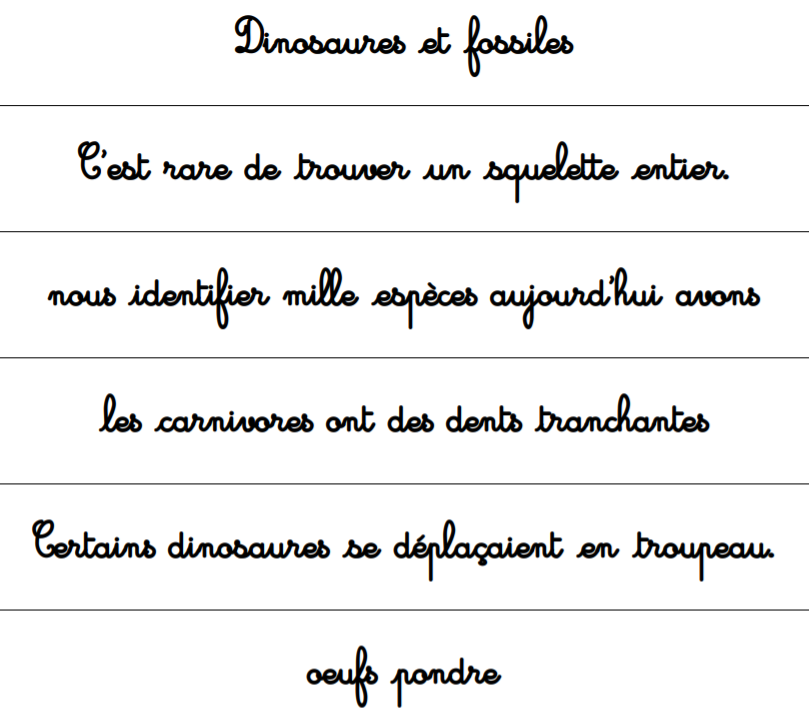 Dinosaures et fossiles
C'est rare de trouver un squelette entier.
nous identifier mille espèces aujourd'hui avons
les carnivores ont des dents tranchantes
Certains dinosaures se déplaçaient en troupeau.
oeufs pondre